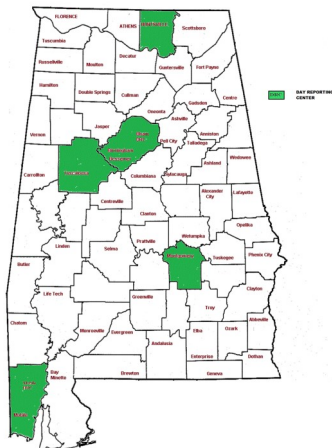 FLORENCE
ATHENS
Scottsboro
Tuscumbia
Decatur
Russellville
Moulton
Guntersville
Fort Payne
Hamilton
Double Springs
Cullman
Centre
Gadsden
Oneonta
Jasper
Ashville
Vernon
Anniston
Pell City
Talladega
Wedowee
Ashland
Carrollton
Columbiana
Sylacauga
Alexander
City
Lafayette
Centreville
Clanton
Opelika
Wetumpka
Prattville
Linden
Selma
Tuskegee
Phenix City
Butler
Clayton
Life Tech
Greenville
Troy
Abbeville
Chatom
Monroeville
Evergreen
Elba
Ozark
Andalusia
Enterprise
Dothan
Bay
Minette
Brewton
Geneva
DAY REPORTING
CENTER